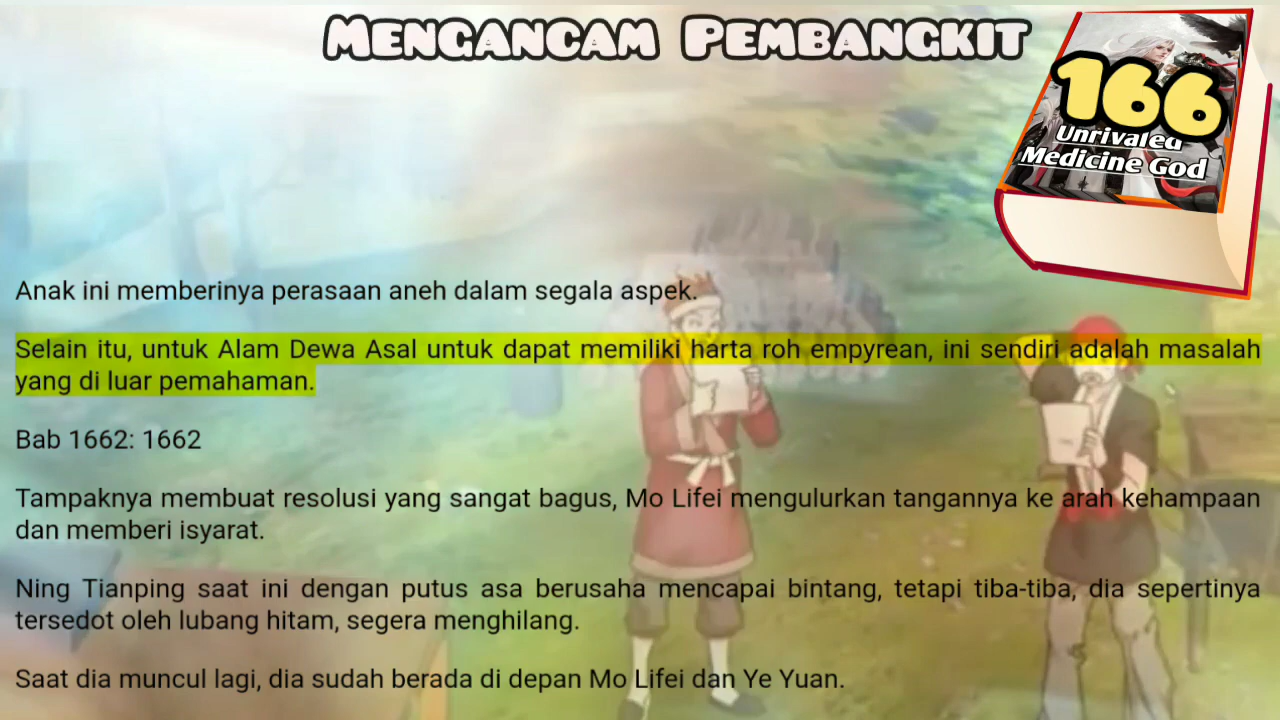 MENGANCAM PEMBANGKIT
166
Unrivaled
Medicine God
Anak ini memberinya perasaan aneh dalam segala aspek.
Selain itu, untuk Alam Dewa Asal untuk dapat memiliki harta roh empyrean, ini sendiri adalah masalah
yang di luar pemahaman.
Bab 1662: 1662
Tampaknya membuat resolusi yang sangat bagus, Mo Lifei mengulurkan tangannya ke arah kehampaan
dan memberi isyarat.
Ning Tianping saat ini dengan putus asa berusaha mencapai bintang, tetapi tiba-tiba, dia sepertinya
tersedot oleh lubang hitam, segera menghilang.
Saat dia muncul lagi, dia sudah berada di depan Mo Lifei dan Ye Yuan.